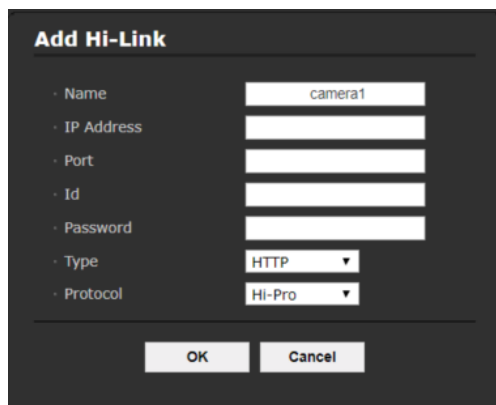 Add Hi-Link
Name camera1
IP Address
Port
Id
Password
Type HTTP
Protocol Hi-Pro
OK Cancel